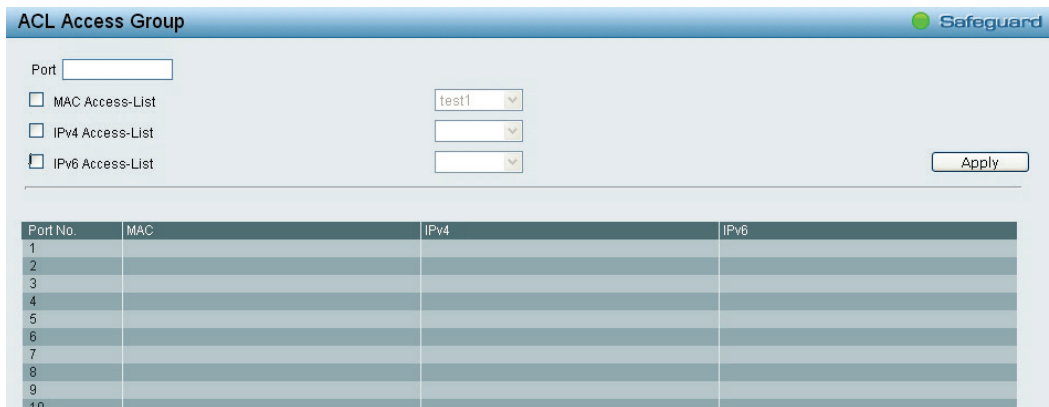 ACL Access Group Safeguard
Port
MAC Access-List test1
IPv4 Access-List
IPv6 Access-List Apply
Port No. MAC IPv4 IPv6
1
2
3
4
5
6
7
8
9
10